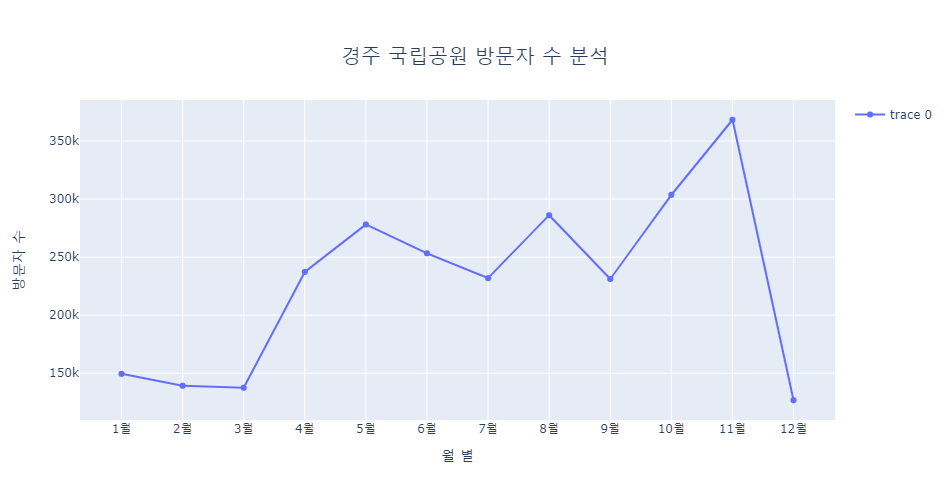 경주 국립공원 방문자 수 분석
trace 0
350k
300k
250k
200k
150k
방문자 수
1월 2월 3월 4월 5월 6월 7월 8월 9월 10월 11월 12월
월 별